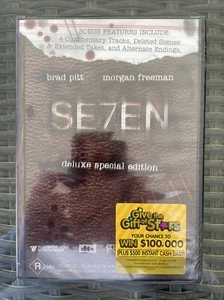 BONUS FEATURES INCLUDE:
4 Commentary Tracks, Deleted Scenes
& Extended Takes, and Alternate Endings.
brad pitt morgan freeman
SE7EN
deluxe special edition
Give the
Gift of Stars
YOUR CHANCE TO
WIN $100,000
PLUS $500 INSTANT CASH DAILY
R
dts